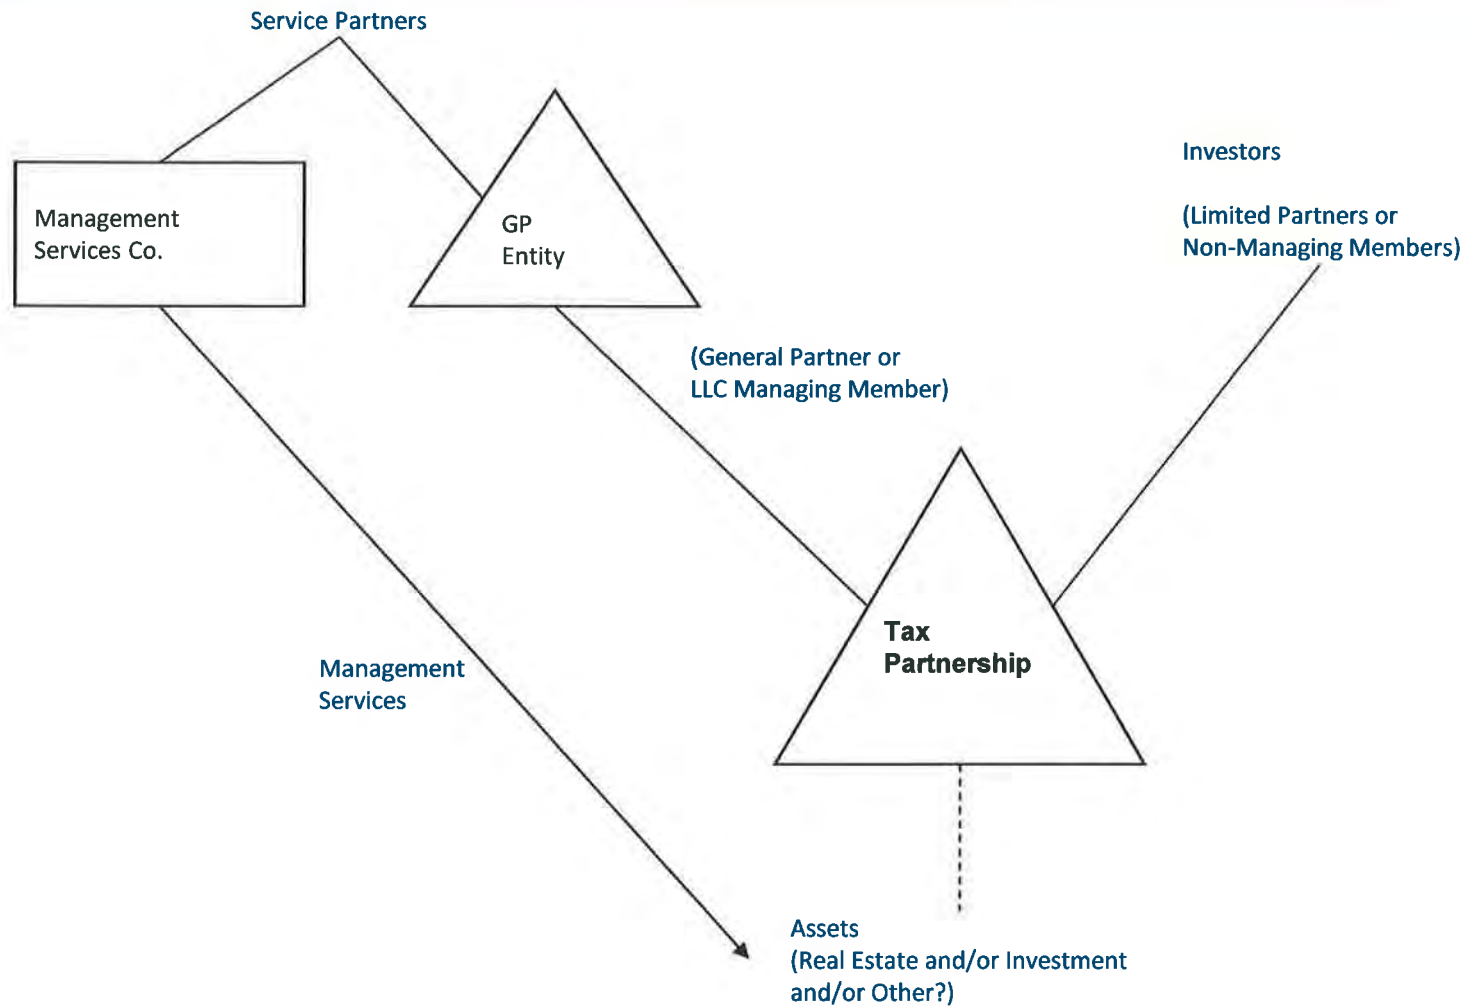 Service Partners
Management
Services Co.
GP
Entity
Investors
(Limited Partners or
Non-Managing Members)
(General Partner or
LLC Managing Member)
Tax
Partnership
Management
Services
Assets
(Real Estate and/or Investment
and/or Other?)